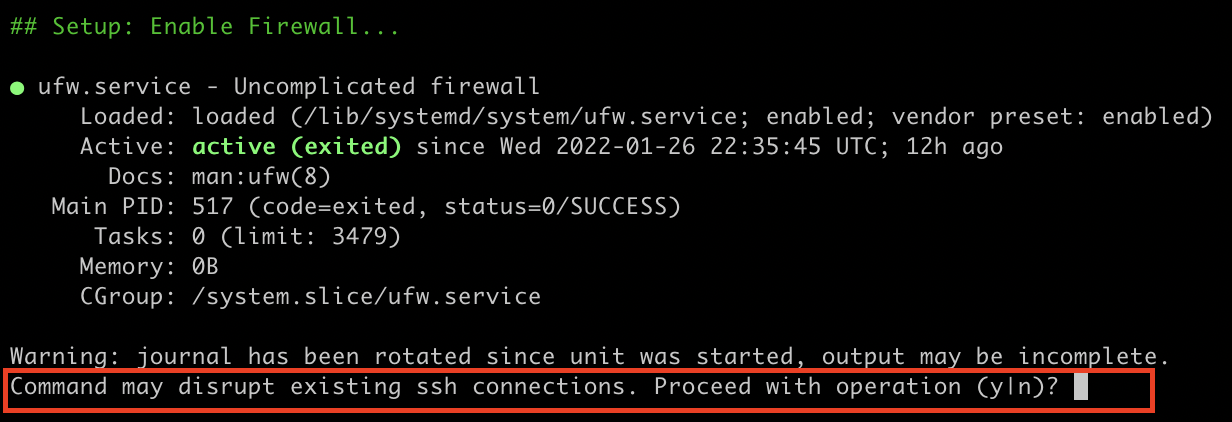 ## Setup: Enable Firewall...
● ufw.service - Uncomplicated firewall
Loaded: loaded (/lib/systemd/system/ufw.service; enabled; vendor preset: enabled)
Active: active (exited) since Wed 2022-01-26 22:35:45 UTC; 12h ago
Docs: man:ufw(8)
Main PID: 517 (code=exited, status=0/SUCCESS)
Tasks: 0 (limit: 3479)
Memory: 0B
CGroup: /system.slice/ufw.service
Warning: journal has been rotated since unit was started, output may be incomplete.
Command may disrupt existing ssh connections. Proceed with operation (y|n)?